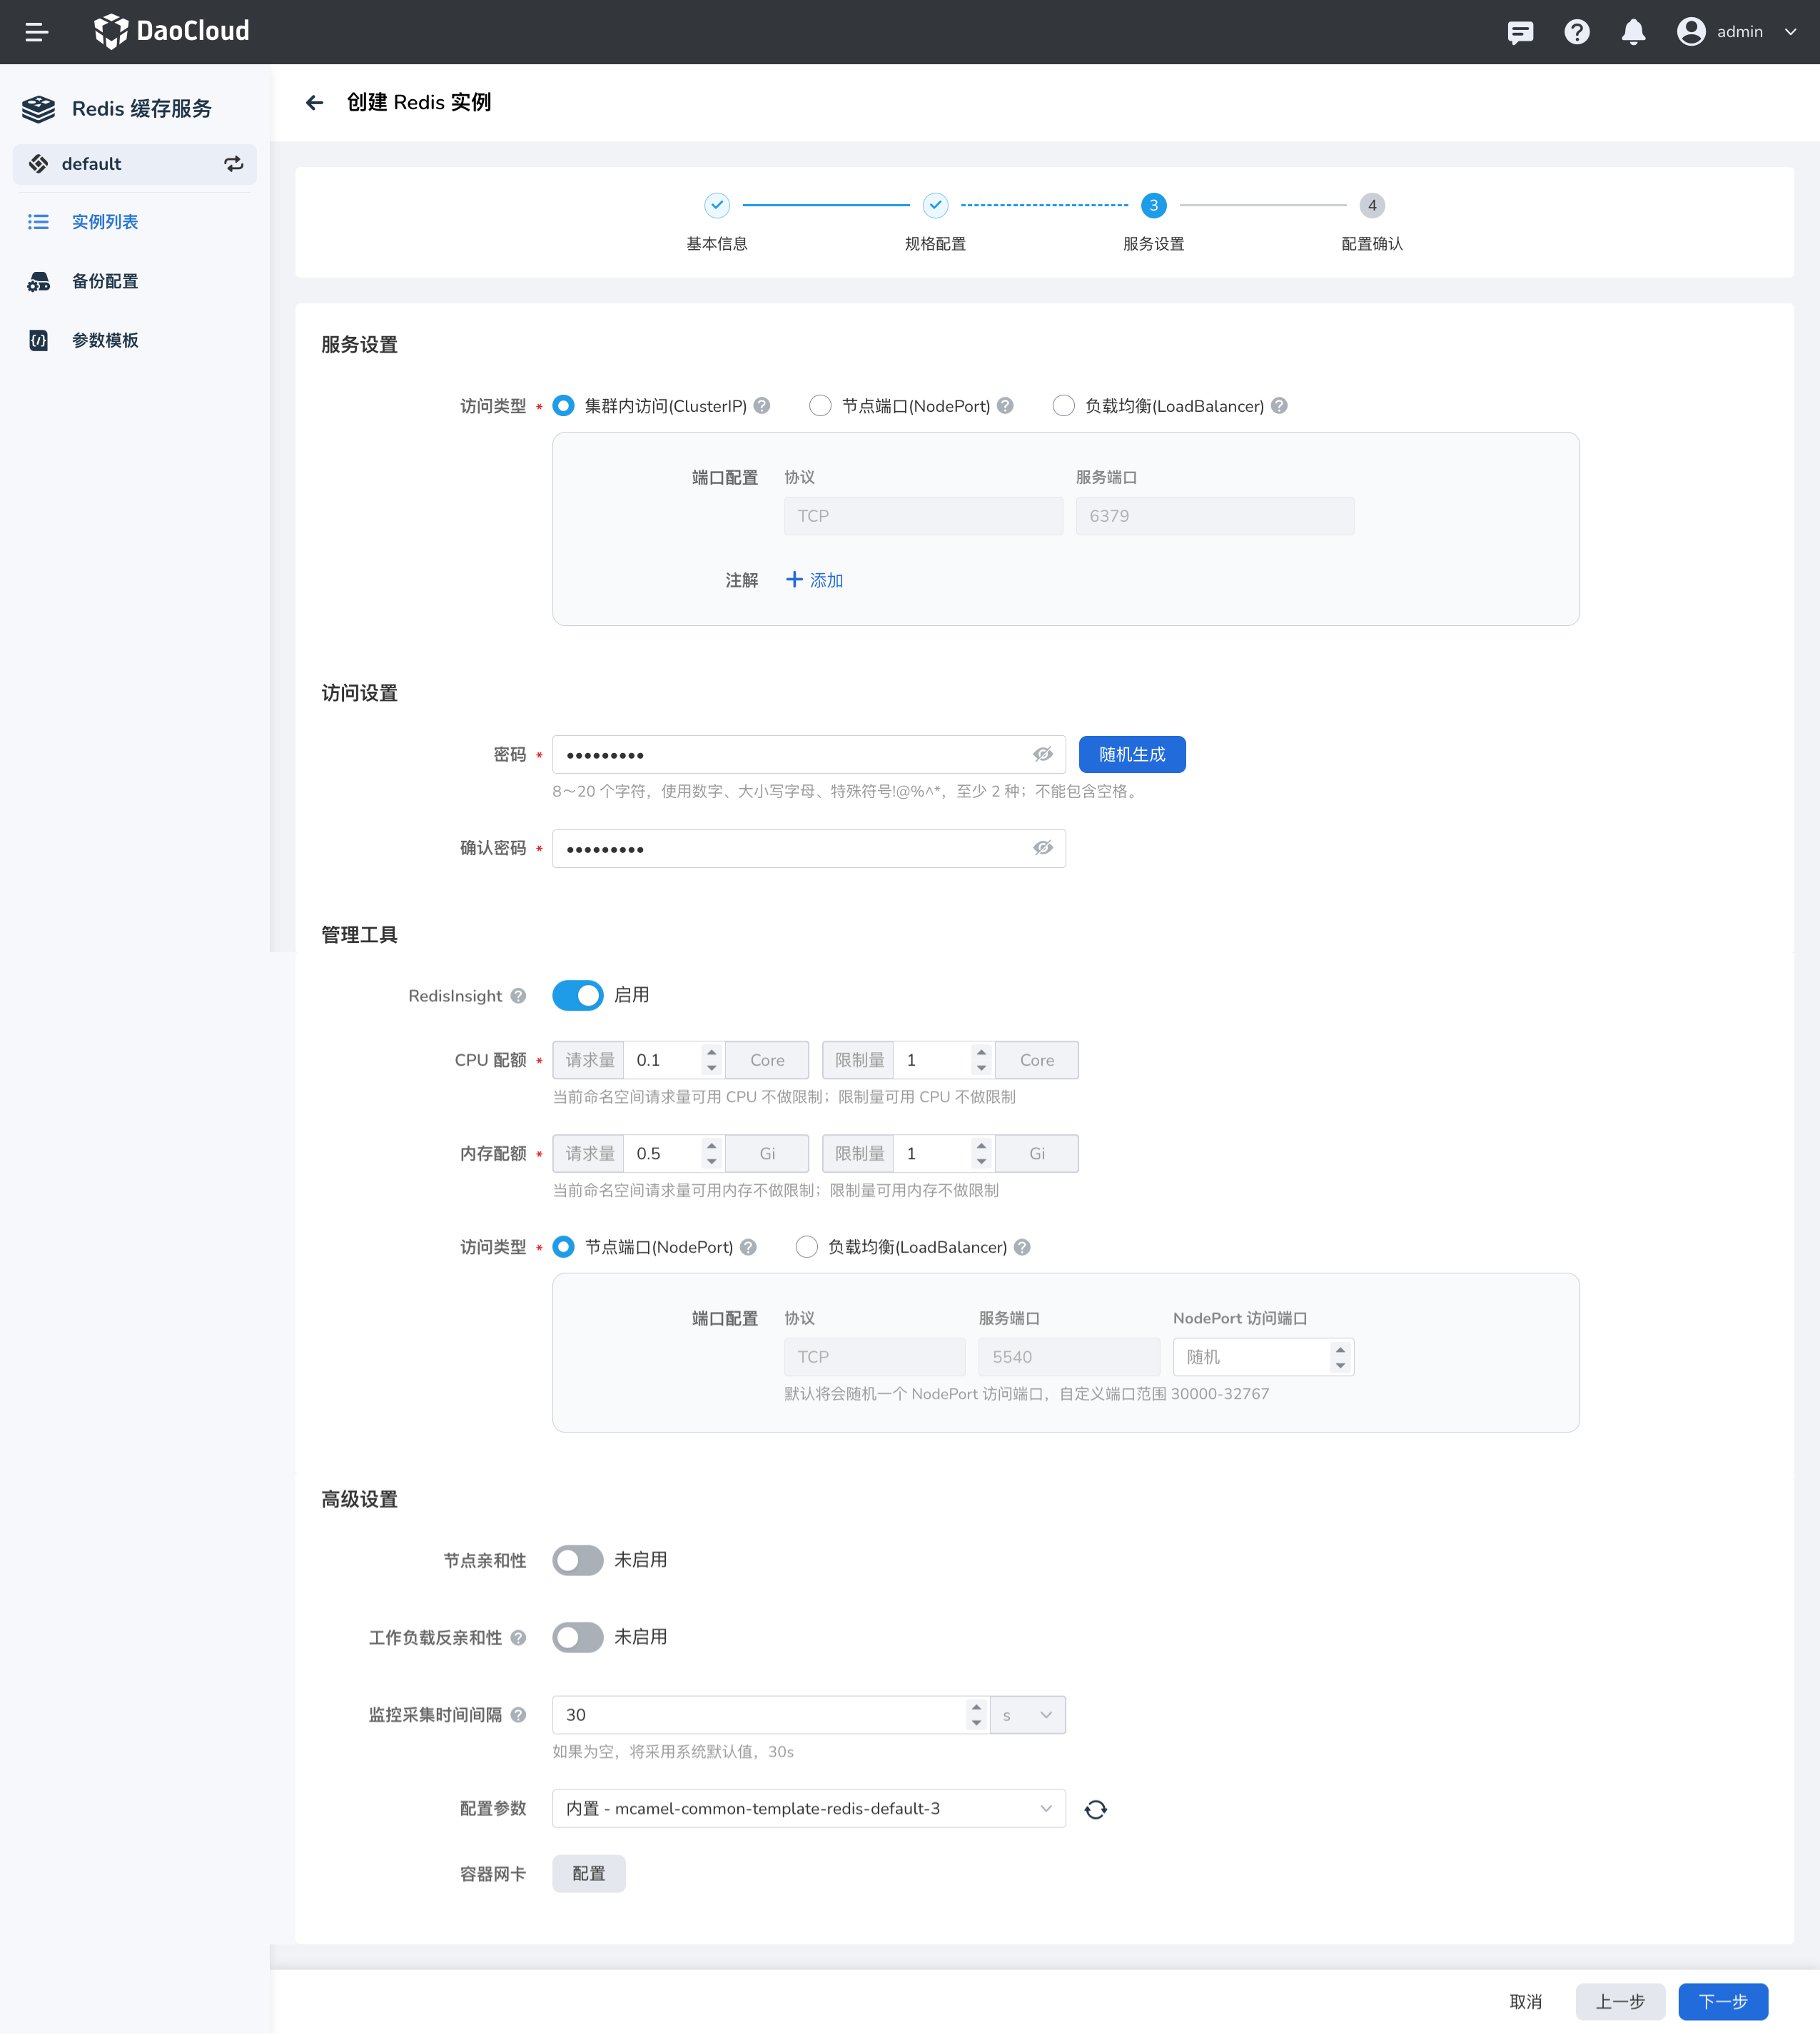 DaoCloud
admin
Redis 缓存服务
default
实例列表
备份配置
参数模板
创建 Redis 实例
3 4
基本信息 规格配置 服务设置 配置确认
服务设置
访问类型 * 集群内访问(ClusterIP) 节点端口(NodePort) 负载均衡(LoadBalancer)
端口配置 协议 服务端口
TCP 6379
注解 + 添加
访问设置
密码 * ••••••••• 随机生成
8～20 个字符，使用数字、大小写字母、特殊符号!@%^*，至少 2 种；不能包含空格。
确认密码 * •••••••••
管理工具
RedisInsight 启用
CPU 配额 * 请求量 0.1 Core 限制量 1 Core
当前命名空间请求量可用 CPU 不做限制；限制量可用 CPU 不做限制
内存配额 * 请求量 0.5 Gi 限制量 1 Gi
当前命名空间请求量可用内存不做限制；限制量可用内存不做限制
访问类型 * 节点端口(NodePort) 负载均衡(LoadBalancer)
端口配置 协议 服务端口 NodePort 访问端口
TCP 5540 随机
默认将会随机一个 NodePort 访问端口，自定义端口范围 30000-32767
高级设置
节点亲和性 未启用
工作负载反亲和性 未启用
监控采集时间间隔 30 s
如果为空，将采用系统默认值，30s
配置参数 内置 - mcamel-common-template-redis-default-3
容器网卡 配置
取消 上一步 下一步